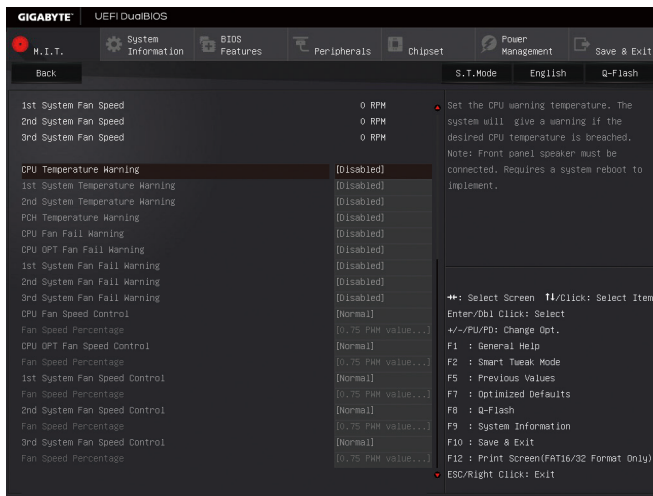 GIGABYTE™ UEFI DualBIOS
M.I.T.
System Information
BIOS Features
Peripherals
Chipset
Power Management
Save & Exit
Back
S.T.Mode English Q-Flash
1st System Fan Speed 0 RPM
2nd System Fan Speed 0 RPM
3rd System Fan Speed 0 RPM
CPU Temperature Warning [Disabled]
1st System Temperature Warning [Disabled]
2nd System Temperature Warning [Disabled]
PCH Temperature Warning [Disabled]
CPU Fan Fail Warning [Disabled]
CPU OPT Fan Fail Warning [Disabled]
1st System Fan Fail Warning [Disabled]
2nd System Fan Fail Warning [Disabled]
3rd System Fan Fail Warning [Disabled]
CPU Fan Speed Control [Normal]
Fan Speed Percentage [0.75 PWM value...]
CPU OPT Fan Speed Control [Normal]
Fan Speed Percentage [0.75 PWM value...]
1st System Fan Speed Control [Normal]
Fan Speed Percentage [0.75 PWM value...]
2nd System Fan Speed Control [Normal]
Fan Speed Percentage [0.75 PWM value...]
3rd System Fan Speed Control [Normal]
Fan Speed Percentage [0.75 PWM value...]
Set the CPU warning temperature. The
system will give a warning if the
desired CPU temperature is breached.
Note: Front panel speaker must be
connected. Requires a system reboot to
implement.
→←: Select Screen ↑↓/Click: Select Item
Enter/Dbl Click: Select
+/-/PU/PD: Change Opt.
F1 : General Help
F2 : Smart Tweak Mode
F5 : Previous Values
F7 : Optimized Defaults
F8 : Q-Flash
F9 : System Information
F10 : Save & Exit
F12 : Print Screen(FAT16/32 Format Only)
ESC/Right Click: Exit